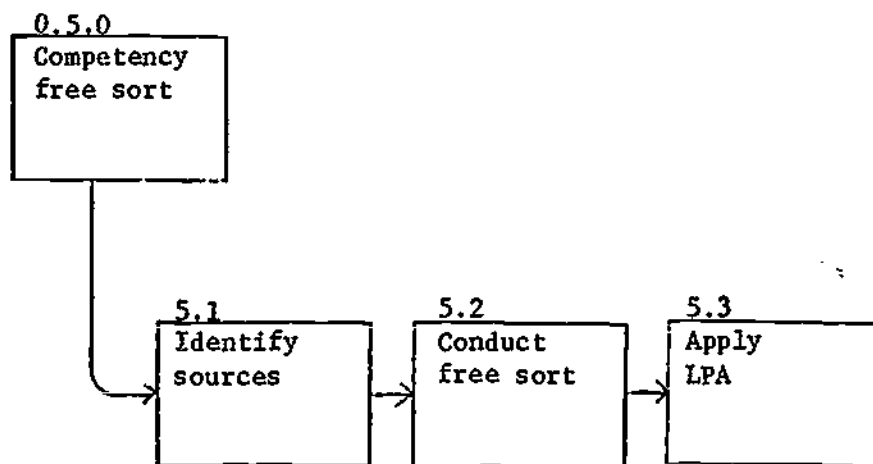 0.5.0
Competency
free sort
5.1
Identify
sources
5.2
Conduct
free sort
5.3
Apply
LPA